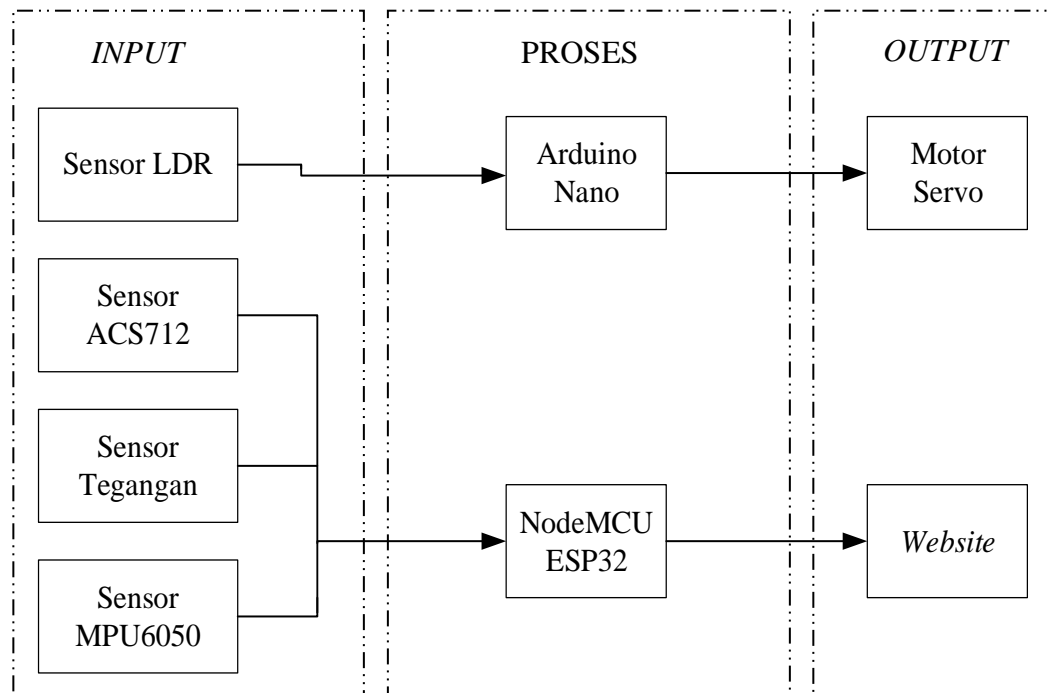 INPUT
PROSES
OUTPUT
Sensor LDR
Arduino
Nano
Motor
Servo
Sensor
ACS712
Sensor
Tegangan
NodeMCU
ESP32
Website
Sensor
MPU6050